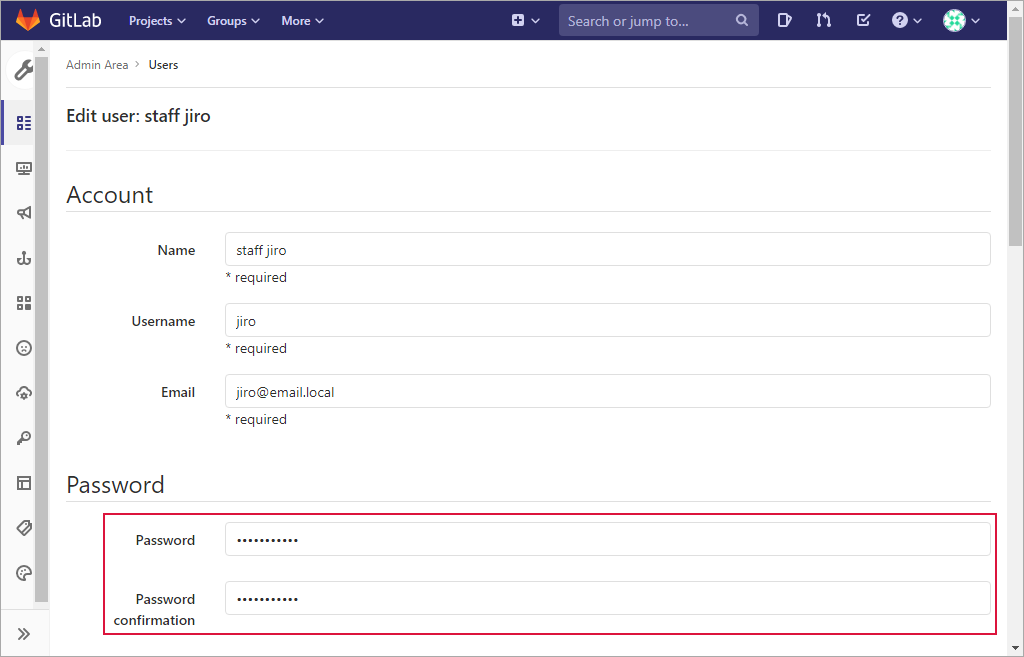 GitLab Projects Groups More Search or jump to...
Admin Area > Users
Edit user: staff jiro
Account
Name staff jiro
* required
Username jiro
* required
Email jiro@email.local
* required
Password
Password •••••••••••
Password •••••••••••
confirmation